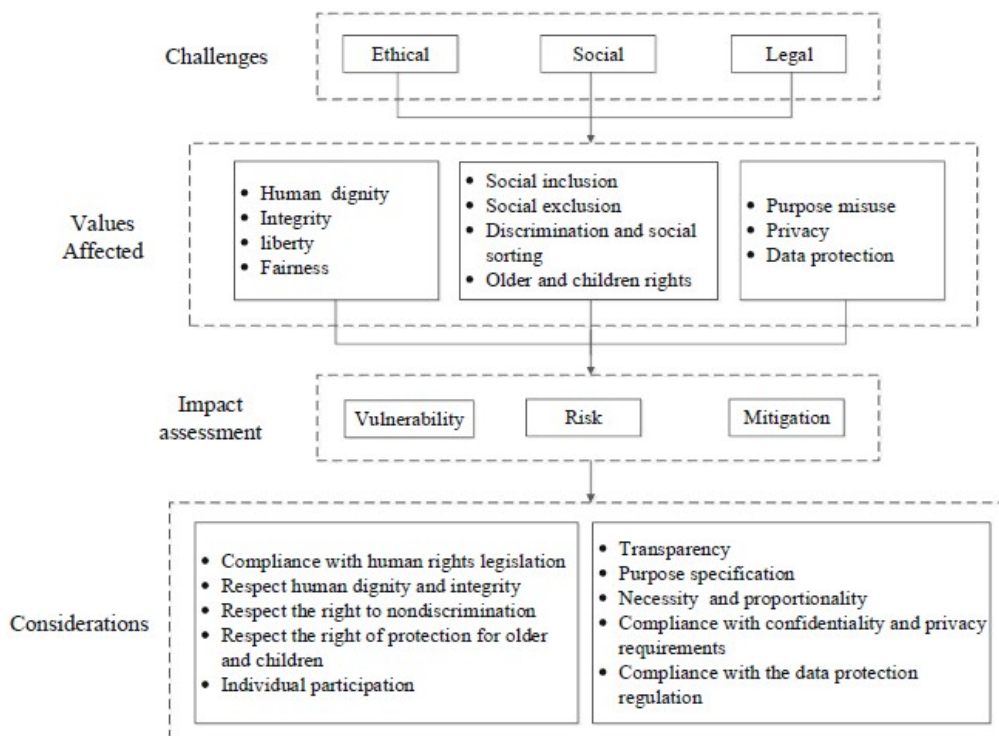 Challenges
Ethical
Social
Legal
Values
Affected
• Human dignity
• Integrity
• liberty
• Fairness
• Social inclusion
• Social exclusion
• Discrimination and social
sorting
• Older and children rights
• Purpose misuse
• Privacy
• Data protection
Impact
assessment
Vulnerability
Risk
Mitigation
Considerations
• Compliance with human rights legislation
• Respect human dignity and integrity
• Respect the right to nondiscrimination
• Respect the right of protection for older
and children
• Individual participation
• Transparency
• Purpose specification
• Necessity and proportionality
• Compliance with confidentiality and privacy
requirements
• Compliance with the data protection
regulation